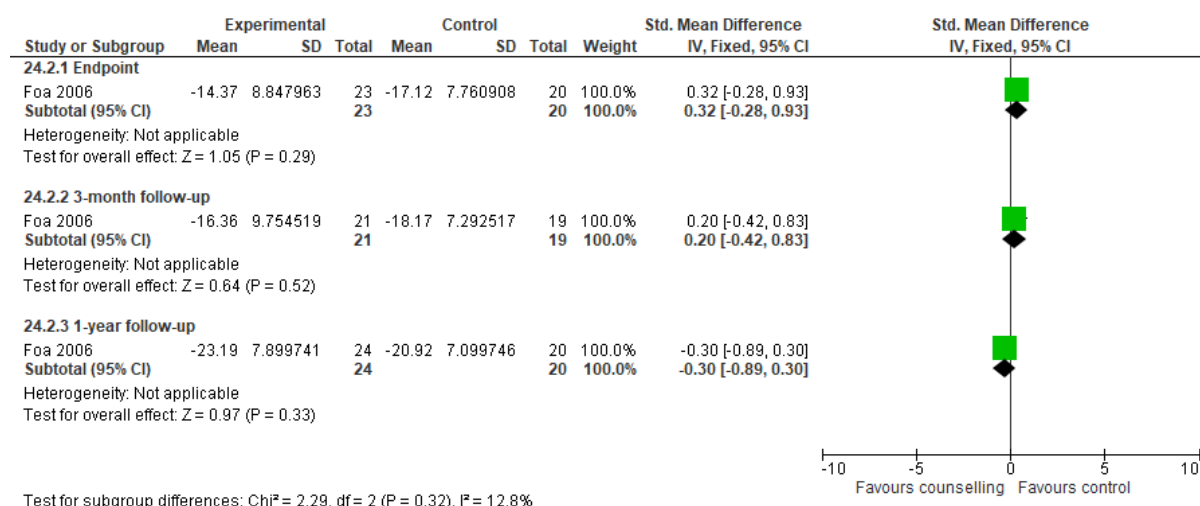 Experimental Control Std. Mean Difference Std. Mean Difference
Study or Subgroup Mean SD Total Mean SD Total Weight IV, Fixed, 95% CI IV, Fixed, 95% CI
24.2.1 Endpoint
Foa 2006 -14.37 8.847963 23 -17.12 7.760908 20 100.0% 0.32 [-0.28, 0.93]
Subtotal (95% CI) 23 20 100.0% 0.32 [-0.28, 0.93]
Heterogeneity: Not applicable
Test for overall effect: Z = 1.05 (P = 0.29)
24.2.2 3-month follow-up
Foa 2006 -16.36 9.754519 21 -18.17 7.292517 19 100.0% 0.20 [-0.42, 0.83]
Subtotal (95% CI) 21 19 100.0% 0.20 [-0.42, 0.83]
Heterogeneity: Not applicable
Test for overall effect: Z = 0.64 (P = 0.52)
24.2.3 1-year follow-up
Foa 2006 -23.19 7.899741 24 -20.92 7.099746 20 100.0% -0.30 [-0.89, 0.30]
Subtotal (95% CI) 24 20 100.0% -0.30 [-0.89, 0.30]
Heterogeneity: Not applicable
Test for overall effect: Z = 0.97 (P = 0.33)
-10 -5 0 5 10
Favours counselling Favours control
Test for subgroup differences: Chi² = 2.29, df = 2 (P = 0.32), I² = 12.8%